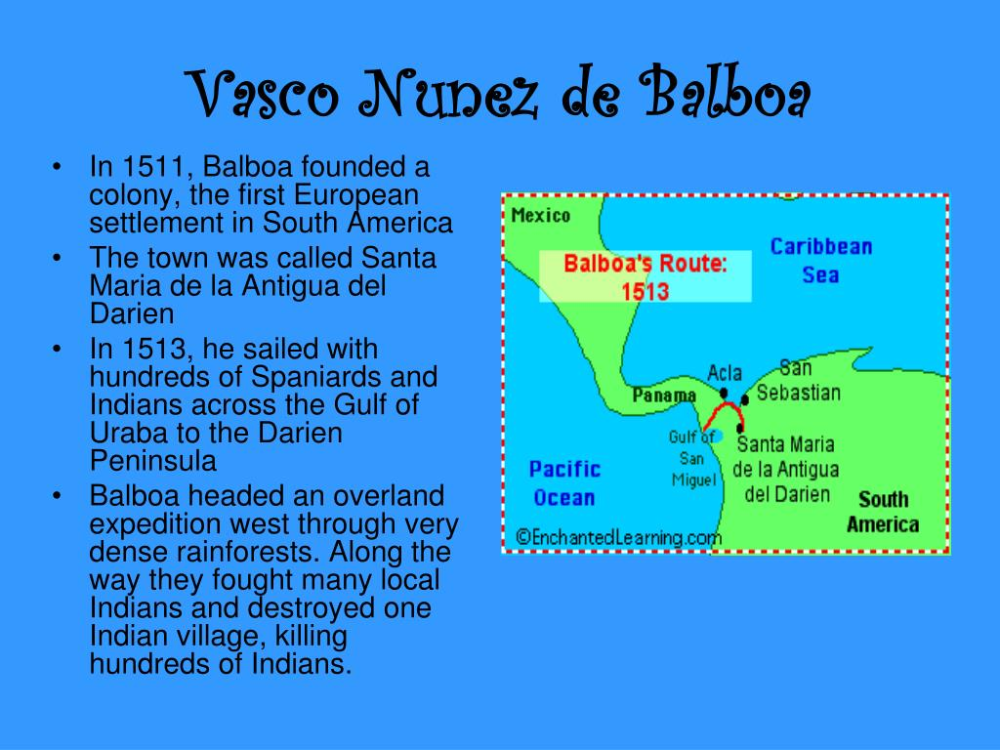 Vasco Nunez de Balboa
• In 1511, Balboa founded a
colony, the first European
settlement in South America
• The town was called Santa
Maria de la Antigua del
Darien
• In 1513, he sailed with
hundreds of Spaniards and
Indians across the Gulf of
Uraba to the Darien
Peninsula
• Balboa headed an overland
expedition west through very
dense rainforests. Along the
way they fought many local
Indians and destroyed one
Indian village, killing
hundreds of Indians.
Mexico
Balboa's Route:
1513
Caribbean
Sea
Acla
San
Sebastian
Panama
Gulf of
San
Miguel
Santa Maria
de la Antigua
del Darien
Pacific
Ocean
South
America
©EnchantedLearning.com